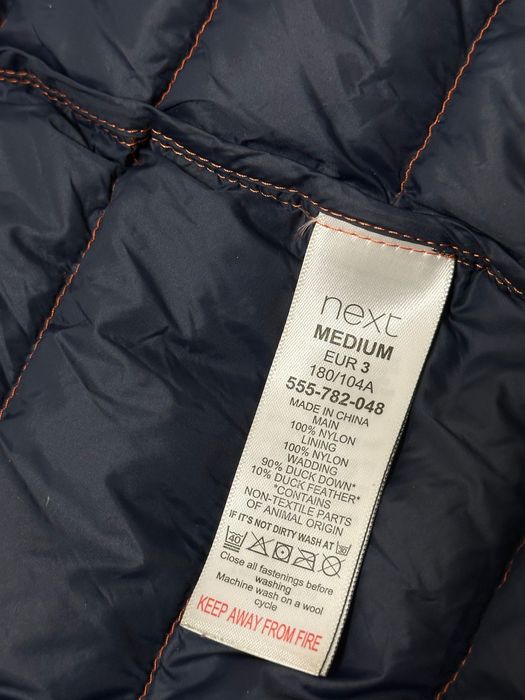 next
MEDIUM
EUR 3
180/104A
555-782-048
MADE IN CHINA
MAIN
100% NYLON
LINING
100% NYLON
WADDING
90% DUCK DOWN*
10% DUCK FEATHER*
*CONTAINS
NON-TEXTILE PARTS
OF ANIMAL ORIGIN
IF IT'S NOT DIRTY WASH AT 30
40
Close all fastenings before
washing
Machine wash on a wool
cycle
KEEP AWAY FROM FIRE